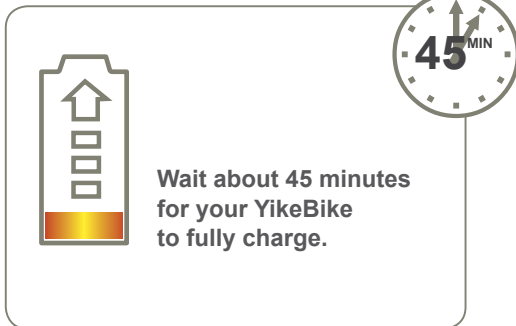 45 MIN
Wait about 45 minutes
for your YikeBike
to fully charge.